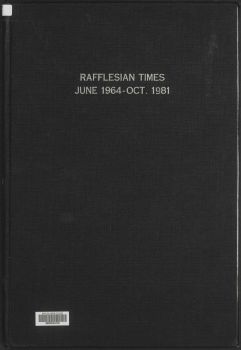 RAFFLESIAN TIMES
JUNE 1964-OCT. 1981